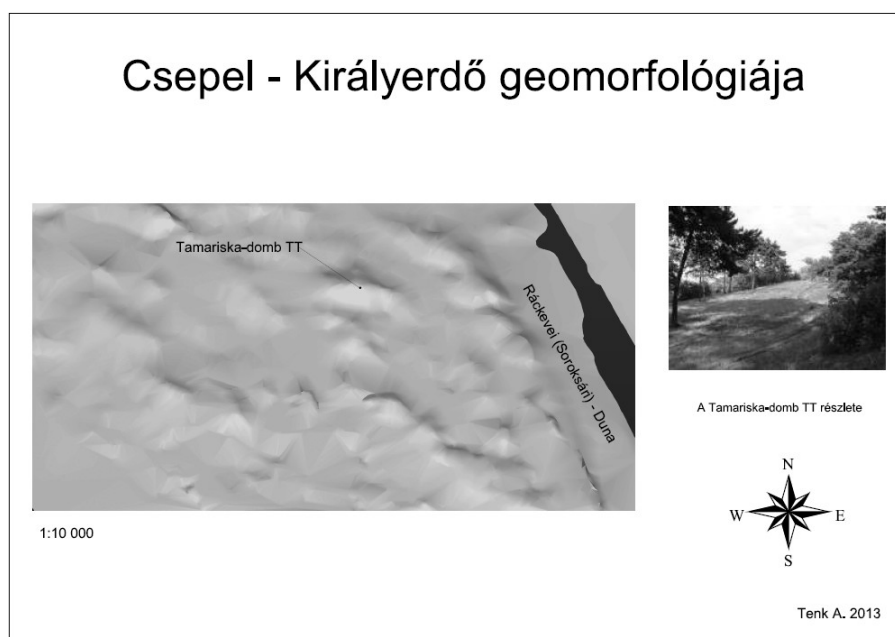 Csepel - Királyerdő geomorfológiája
Tamariska-domb TT
Ráckevei (Soroksári) - Duna
A Tamariska-domb TT részlete
N
W E
S
1:10 000
Tenk A. 2013